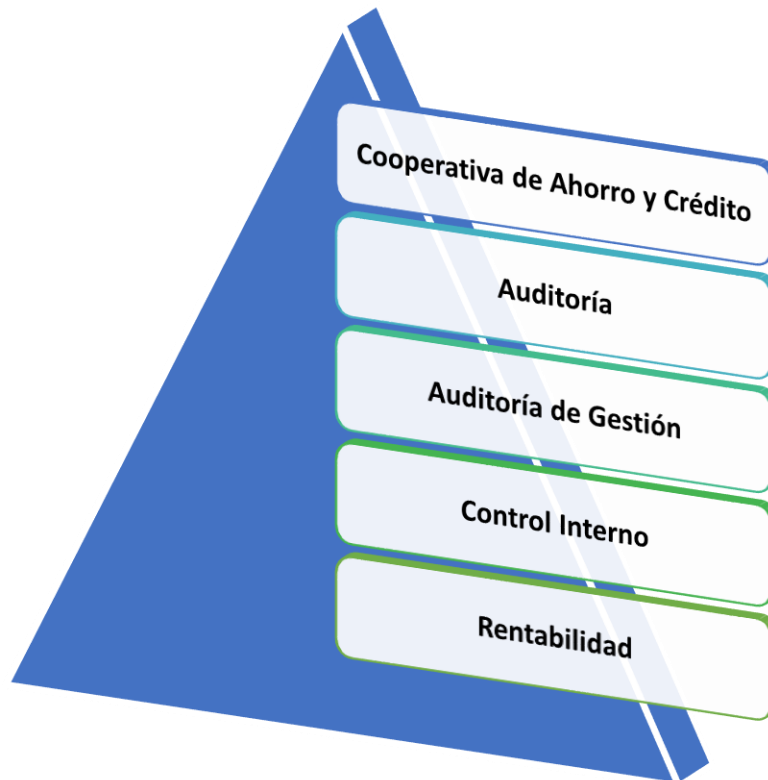 Cooperativa de Ahorro y Crédito
Auditoría
Auditoría de Gestión
Control Interno
Rentabilidad